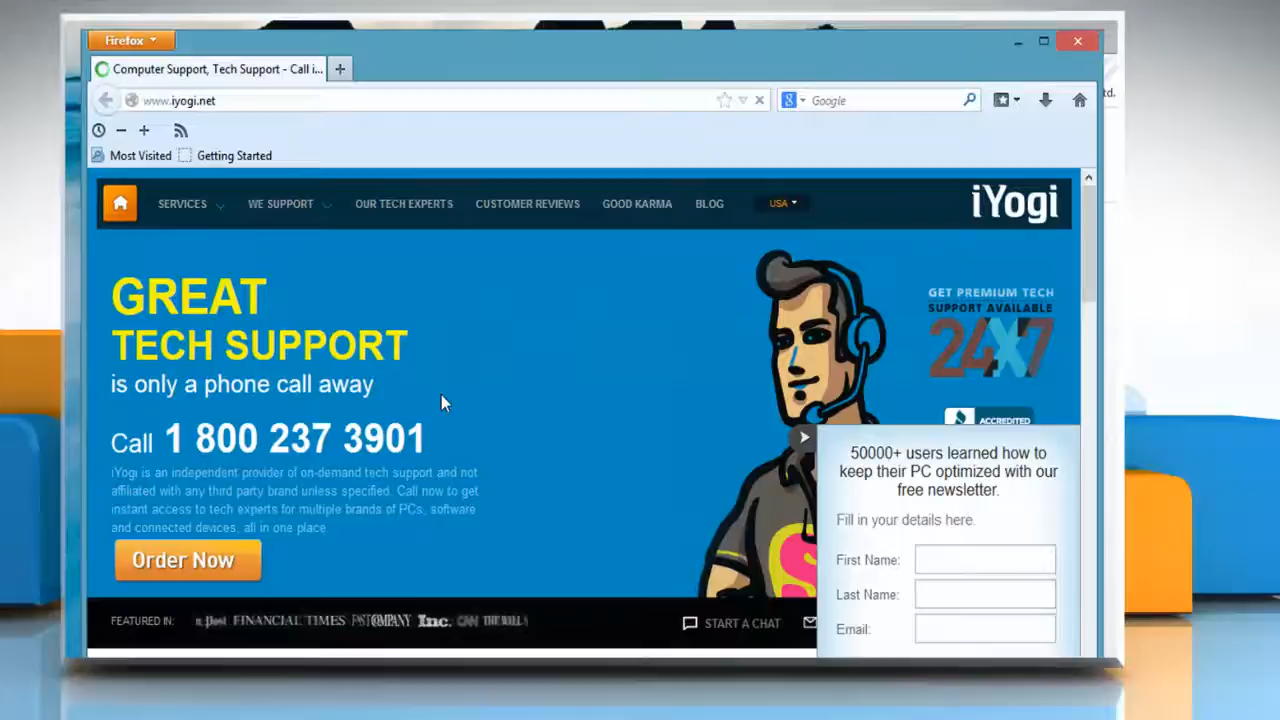 Firefox
Computer Support, Tech Support - Call i...
www.iyogi.net
Google
td.
Most Visited
Getting Started
SERVICES
WE SUPPORT
OUR TECH EXPERTS
CUSTOMER REVIEWS
GOOD KARMA
BLOG
USA
iYogi
GREAT
TECH SUPPORT
is only a phone call away
Call 1 800 237 3901
iYogi is an independent provider of on-demand tech support and not
affiliated with any third party brand unless specified. Call now to get
instant access to tech experts for multiple brands of PCs, software
and connected devices, all in one place.
Order Now
GET PREMIUM TECH
SUPPORT AVAILABLE
24X7
ACCREDITED
50000+ users learned how to
keep their PC optimized with our
free newsletter.
Fill in your details here.
First Name:
Last Name:
Email:
FEATURED IN:
FINANCIAL TIMES
FAST COMPANY
Inc.
START A CHAT